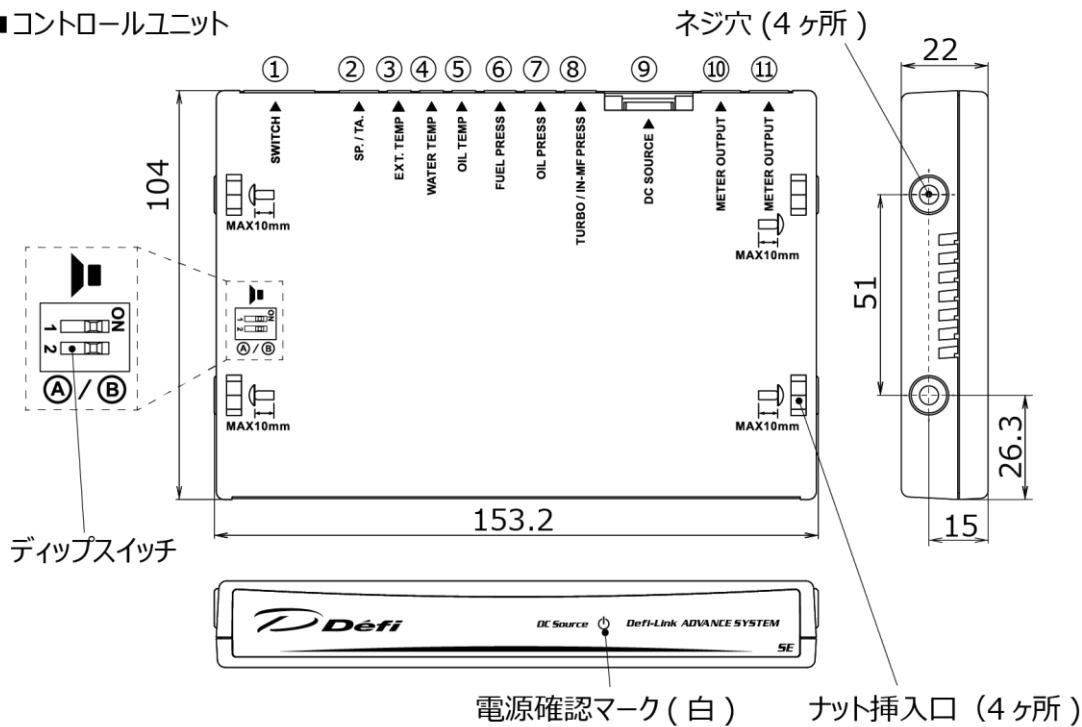 ■コントロールユニット
ネジ穴 ( 4 ヶ所 )
① ② ③ ④ ⑤ ⑥ ⑦ ⑧ ⑨ ⑩ ⑪
22
SWITCH ▲
SP. / TA. ▲
EXT. TEMP ▲
WATER TEMP ▲
OIL TEMP ▲
FUEL PRESS ▲
OIL PRESS ▲
TURBO / IN-MF PRESS ▲
DC SOURCE ▲
METER OUTPUT ▲
METER OUTPUT ▲
104
MAX10mm
MAX10mm
ON
1
2
Ⓐ / Ⓑ
ON
1
2
Ⓐ / Ⓑ
51
MAX10mm
MAX10mm
26.3
153.2
15
ディップスイッチ
Défi
DC Source
Defi-Link ADVANCE SYSTEM
SE
電源確認マーク ( 白 )
ナット挿入口（4 ヶ所 )